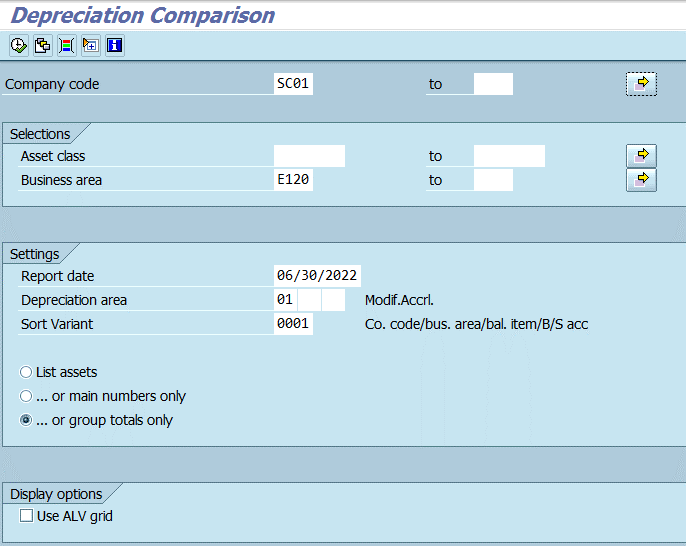 Depreciation Comparison
Company code SC01 to
Selections
Asset class to
Business area E120 to
Settings
Report date 06/30/2022
Depreciation area 01 Modif.Accrl.
Sort Variant 0001 Co. code/bus. area/bal. item/B/S acc
List assets
... or main numbers only
... or group totals only
Display options
Use ALV grid